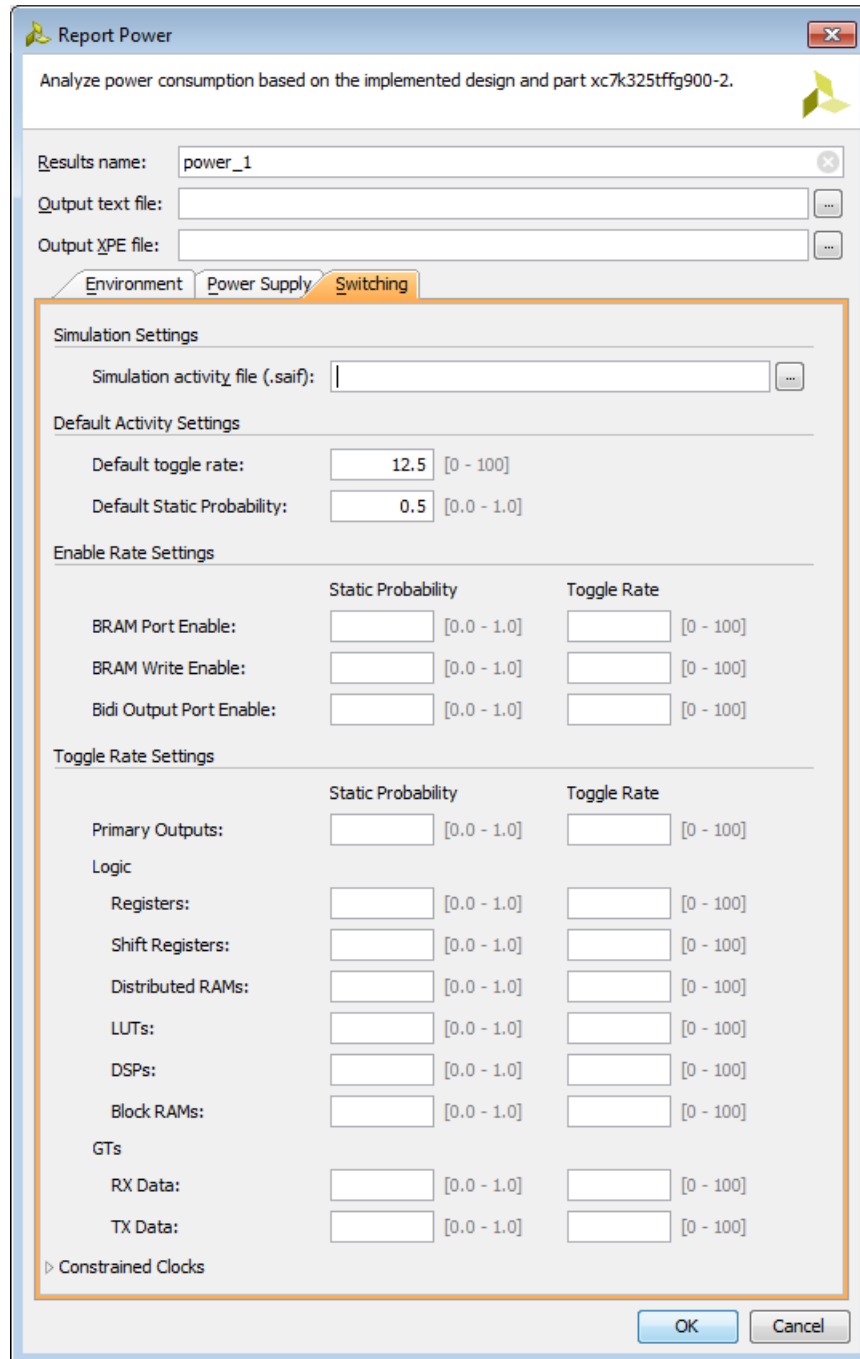 Report Power
Analyze power consumption based on the implemented design and part xc7k325tffg900-2.
Results name: power_1
Output text file: ...
Output XPE file: ...
Environment Power Supply Switching
Simulation Settings
Simulation activity file (.saif): ...
Default Activity Settings
Default toggle rate: 12.5 [0 - 100]
Default Static Probability: 0.5 [0.0 - 1.0]
Enable Rate Settings
Static Probability Toggle Rate
BRAM Port Enable: [0.0 - 1.0] [0 - 100]
BRAM Write Enable: [0.0 - 1.0] [0 - 100]
Bidi Output Port Enable: [0.0 - 1.0] [0 - 100]
Toggle Rate Settings
Static Probability Toggle Rate
Primary Outputs: [0.0 - 1.0] [0 - 100]
Logic
Registers: [0.0 - 1.0] [0 - 100]
Shift Registers: [0.0 - 1.0] [0 - 100]
Distributed RAMs: [0.0 - 1.0] [0 - 100]
LUTs: [0.0 - 1.0] [0 - 100]
DSPs: [0.0 - 1.0] [0 - 100]
Block RAMs: [0.0 - 1.0] [0 - 100]
GTs
RX Data: [0.0 - 1.0] [0 - 100]
TX Data: [0.0 - 1.0] [0 - 100]
Constrained Clocks
OK Cancel